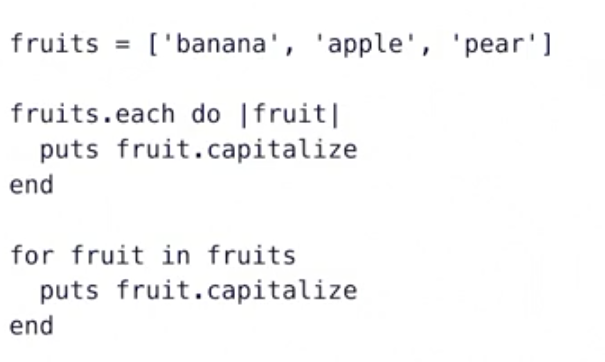 fruits = ['banana', 'apple', 'pear']
fruits.each do |fruit|
  puts fruit.capitalize
end
for fruit in fruits
  puts fruit.capitalize
end